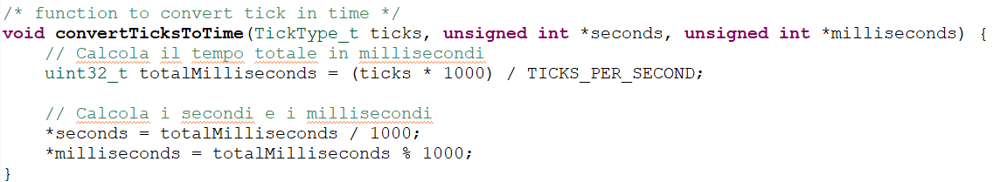 /* function to convert tick in time */
void convertTicksToTime(TickType_t ticks, unsigned int *seconds, unsigned int *milliseconds) {
    // Calcola il tempo totale in millisecondi
    uint32_t totalMilliseconds = (ticks * 1000) / TICKS_PER_SECOND;

    // Calcola i secondi e i millisecondi
    *seconds = totalMilliseconds / 1000;
    *milliseconds = totalMilliseconds % 1000;
}